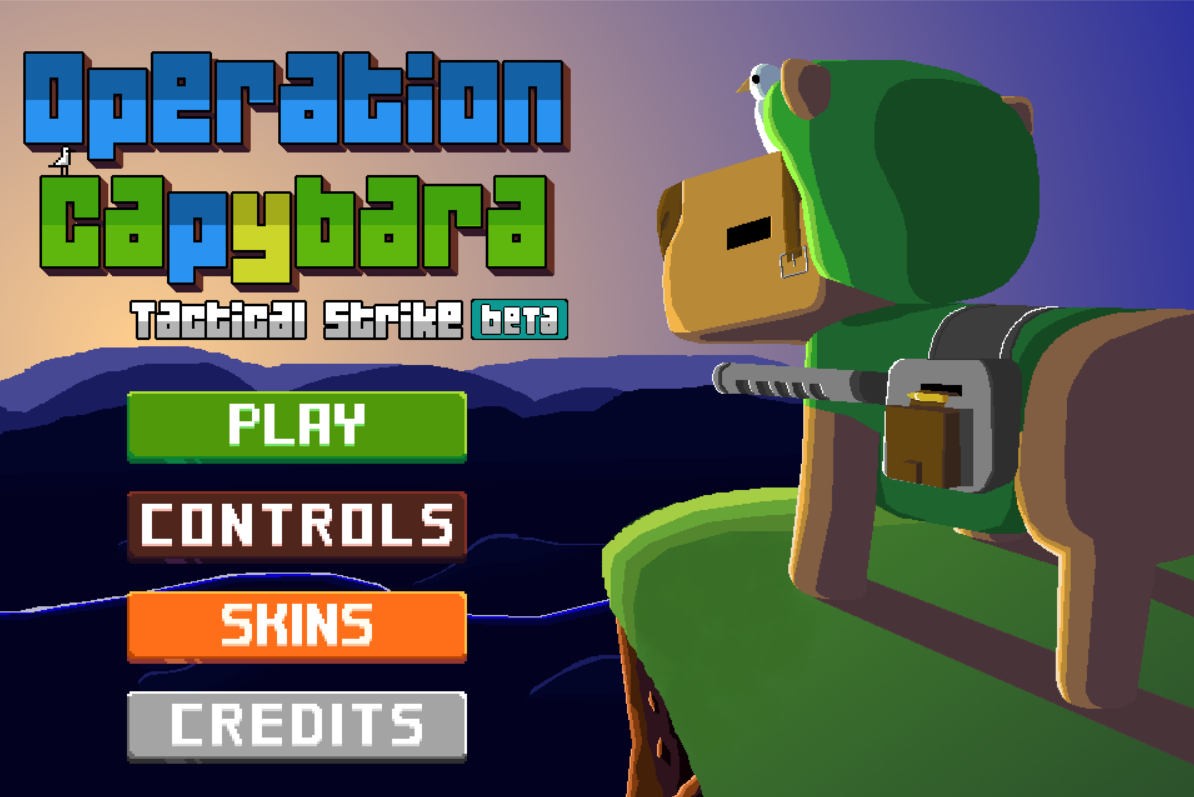 Operation
Capybara
Tactical Strike beta
PLAY
CONTROLS
SKINS
CREDITS